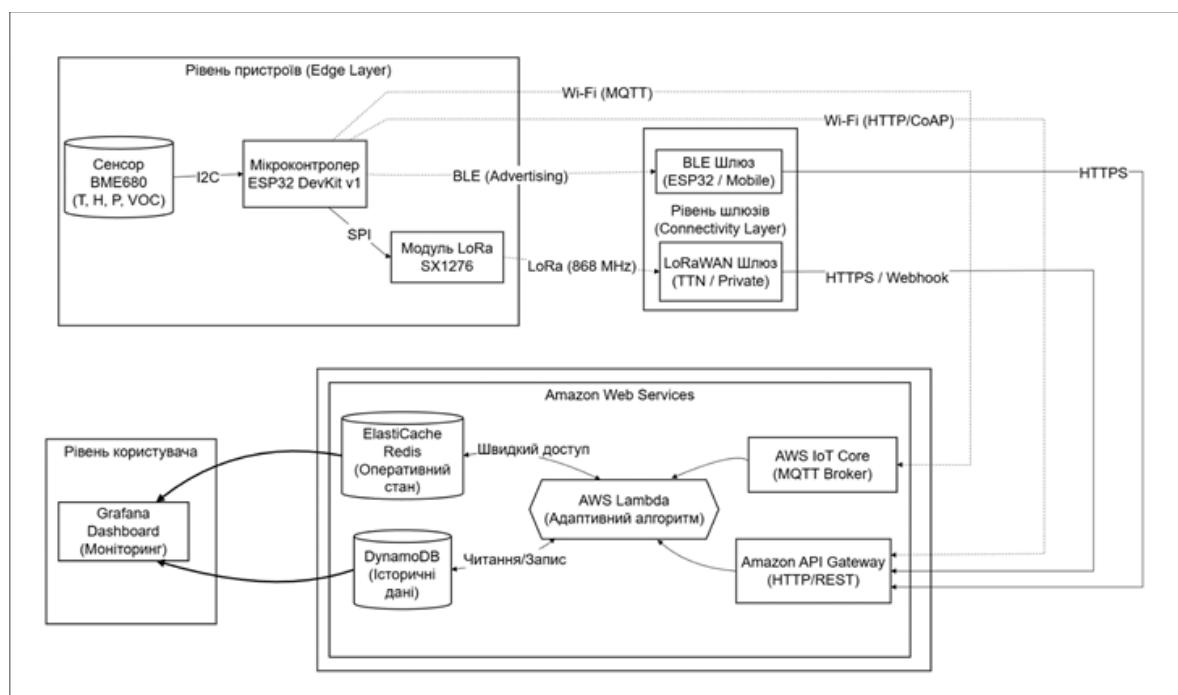 Рівень пристроїв (Edge Layer)
Wi-Fi (MQTT)
Wi-Fi (HTTP/CoAP)
Сенсор
BME680
(T, H, P, VOC)
I2C
Мікроконтролер
ESP32 DevKit v1
BLE (Advertising)
BLE Шлюз
(ESP32 / Mobile)
HTTPS
Рівень шлюзів
(Connectivity Layer)
SPI
Модуль LoRa
SX1276
LoRa (868 MHz)
LoRaWAN Шлюз
(TTN / Private)
HTTPS / Webhook
Amazon Web Services
Рівень користувача
Grafana
Dashboard
(Моніторинг)
ElastiCache
Redis
(Оперативний
стан)
Швидкий доступ
AWS IoT Core
(MQTT Broker)
AWS Lambda
(Адаптивний алгоритм)
DynamoDB
(Історичні
дані)
Читання/Запис
Amazon API Gateway
(HTTP/REST)